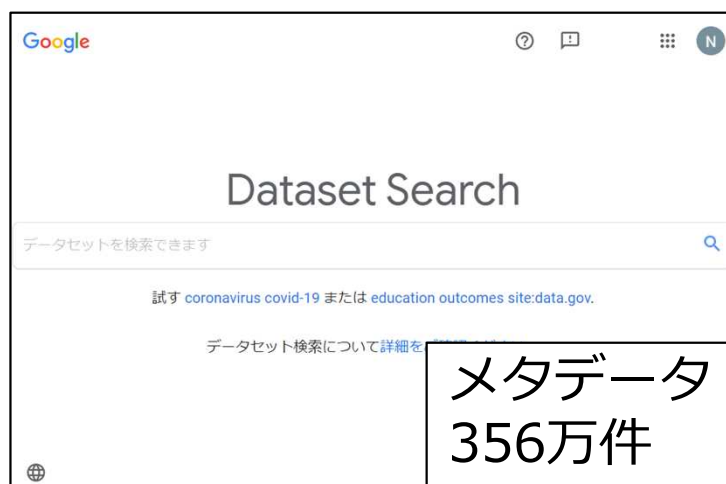 Google
N
Dataset Search
データセットを検索できます
試す coronavirus covid-19 または education outcomes site:data.gov.
データセット検索について詳細を
メタデータ
356万件